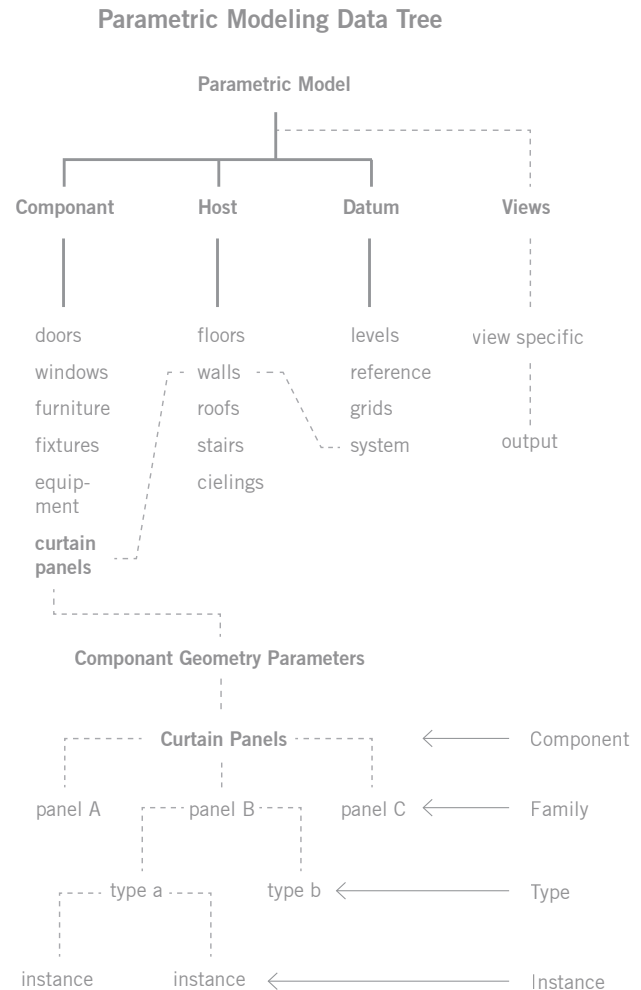 Parametric Modeling Data Tree
Parametric Model
Componant Host Datum Views
doors floors levels view specific
windows walls reference
furniture roofs grids
fixtures stairs system output
equip- cielings
ment
curtain
panels
Componant Geometry Parameters
Curtain Panels Component
panel A panel B panel C Family
type a type b Type
instance instance Instance